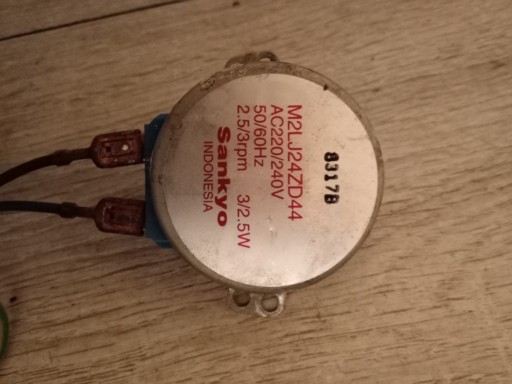 M2LJ24ZD44
AC220/240V
50/60Hz
2.5/3rpm 3/2.5W
Sankyo
INDONESIA
8317B